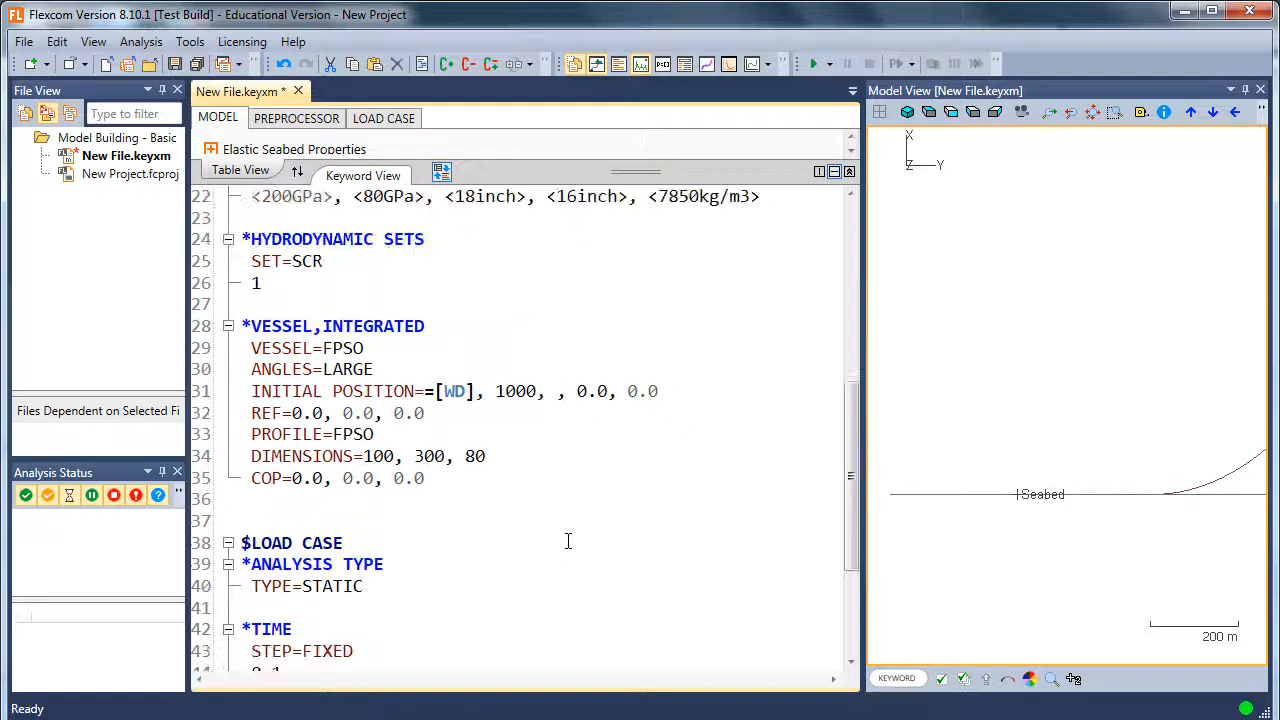 Flexcom Version 8.10.1 [Test Build] - Educational Version - New Project
File Edit View Analysis Tools Licensing Help
File View
Type to filter
Model Building - Basic
New File.keyxm
New Project.fcproj
Files Dependent on Selected Fi
Analysis Status
New File.keyxm *
MODEL PREPROCESSOR LOAD CASE
Elastic Seabed Properties
Table View Keyword View
22 <200GPa>, <80GPa>, <18inch>, <16inch>, <7850kg/m3>
23
24 *HYDRODYNAMIC SETS
25 SET=SCR
26 1
27
28 *VESSEL,INTEGRATED
29 VESSEL=FPSO
30 ANGLES=LARGE
31 INITIAL POSITION==[WD], 1000, , 0.0, 0.0
32 REF=0.0, 0.0, 0.0
33 PROFILE=FPSO
34 DIMENSIONS=100, 300, 80
35 COP=0.0, 0.0, 0.0
36
37
38 $LOAD CASE
39 *ANALYSIS TYPE
40 TYPE=STATIC
41
42 *TIME
43 STEP=FIXED
Model View [New File.keyxm]
X
Z Y
Seabed
200 m
KEYWORD
Ready